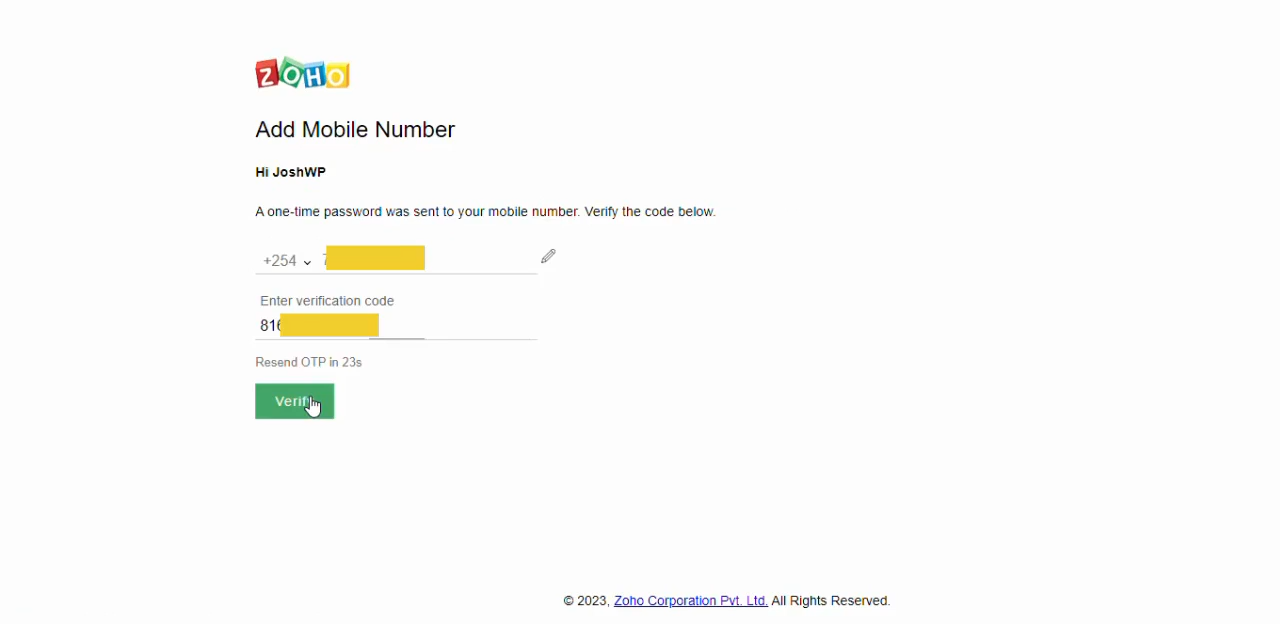 ZOHO
Add Mobile Number
Hi JoshWP
A one-time password was sent to your mobile number. Verify the code below.
+254
Enter verification code
816
Resend OTP in 23s
Verify
© 2023, Zoho Corporation Pvt. Ltd. All Rights Reserved.